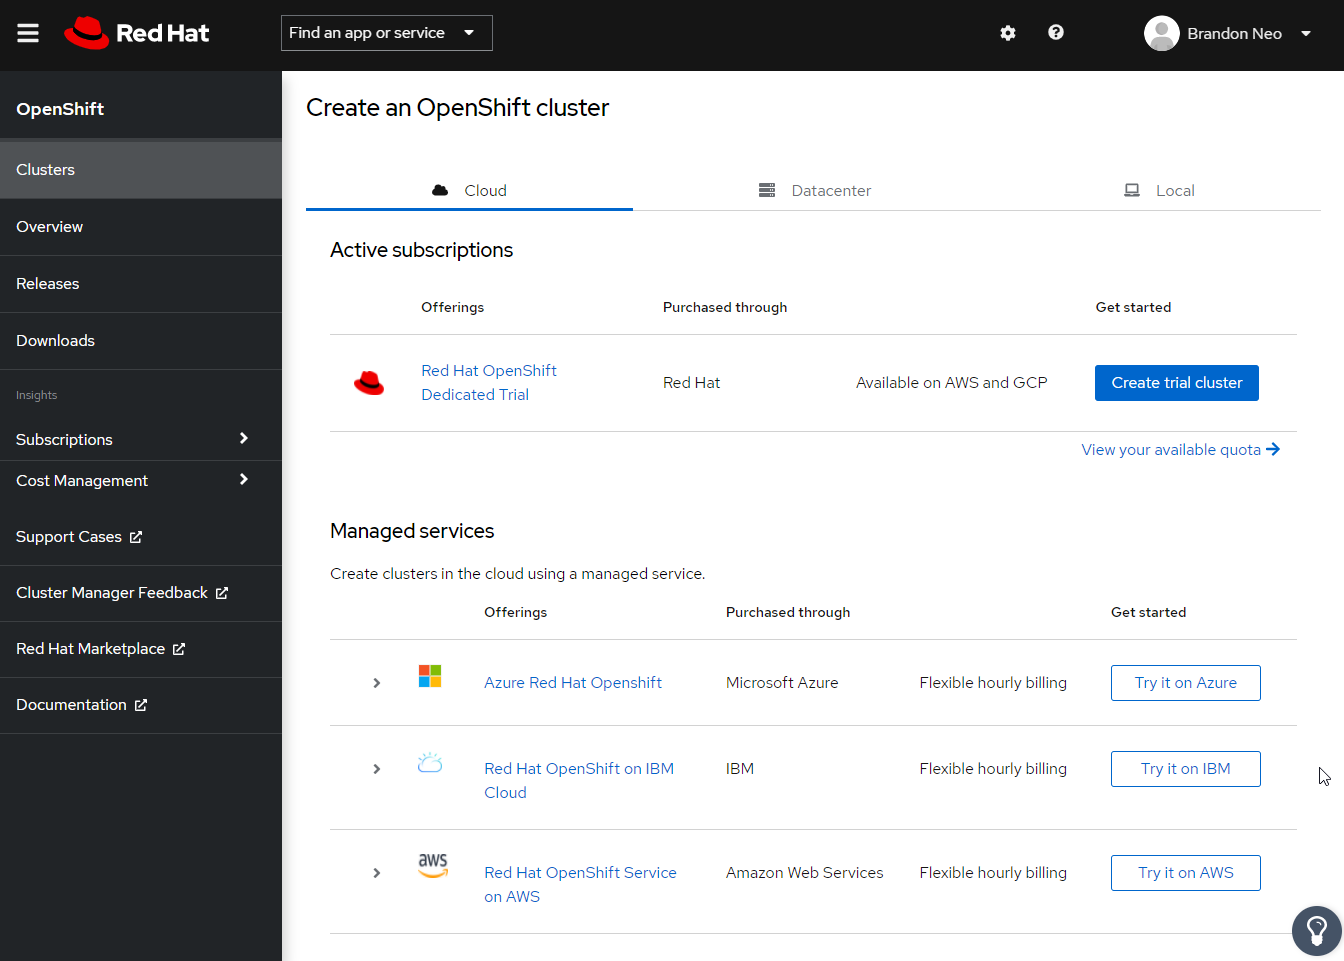 Red Hat
Find an app or service
Brandon Neo
OpenShift
Clusters
Overview
Releases
Downloads
Insights
Subscriptions
Cost Management
Support Cases
Cluster Manager Feedback
Red Hat Marketplace
Documentation
Create an OpenShift cluster
Cloud Datacenter Local
Active subscriptions
Offerings Purchased through Get started
Red Hat OpenShift
Dedicated Trial
Red Hat Available on AWS and GCP Create trial cluster
View your available quota
Managed services
Create clusters in the cloud using a managed service.
Offerings Purchased through Get started
Azure Red Hat Openshift Microsoft Azure Flexible hourly billing Try it on Azure
Red Hat OpenShift on IBM
Cloud
IBM Flexible hourly billing Try it on IBM
aws
Red Hat OpenShift Service
on AWS
Amazon Web Services Flexible hourly billing Try it on AWS